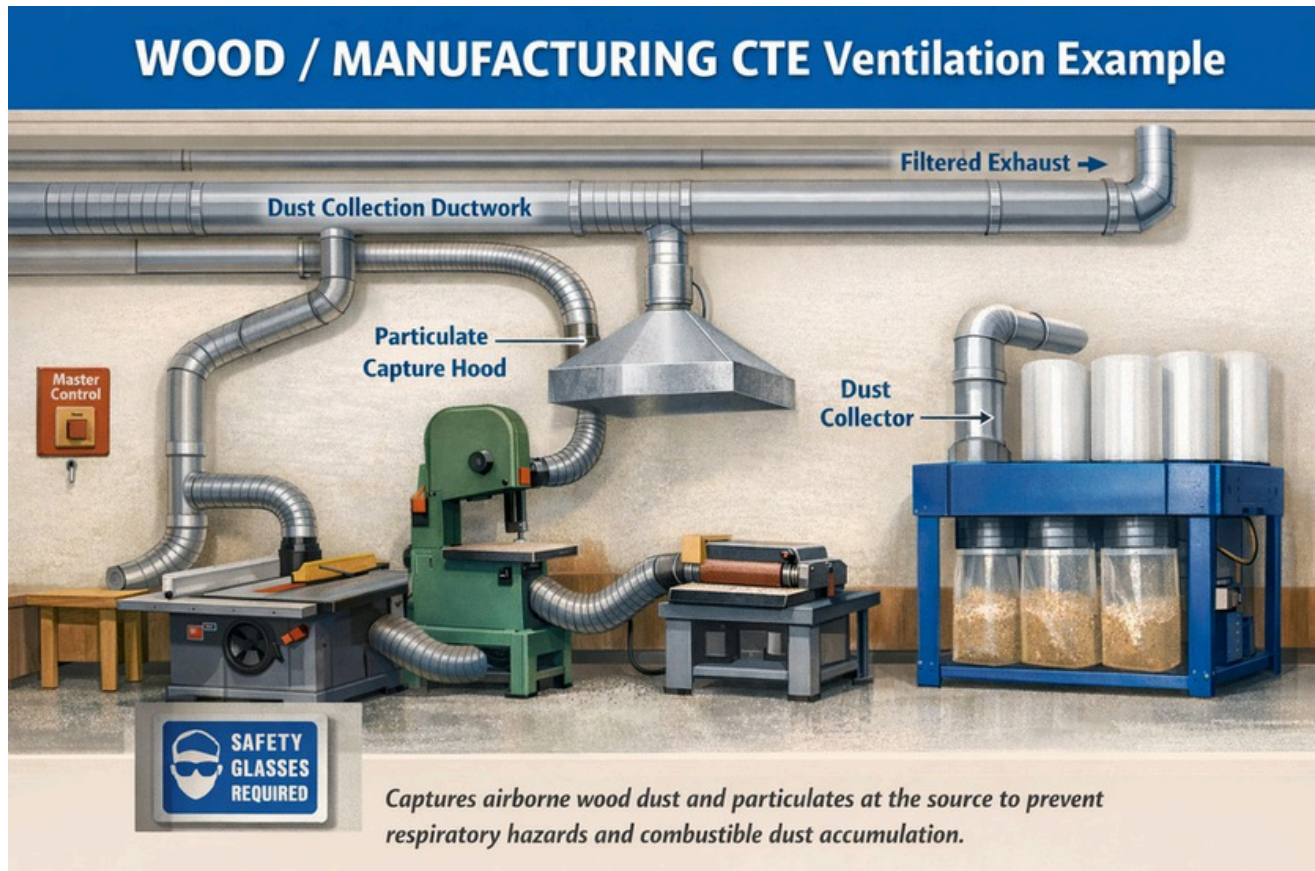 WOOD / MANUFACTURING CTE Ventilation Example
Filtered Exhaust
Dust Collection Ductwork
Particulate
Capture Hood
Master
Control
Dust
Collector
SAFETY
GLASSES
REQUIRED
Captures airborne wood dust and particulates at the source to prevent
respiratory hazards and combustible dust accumulation.